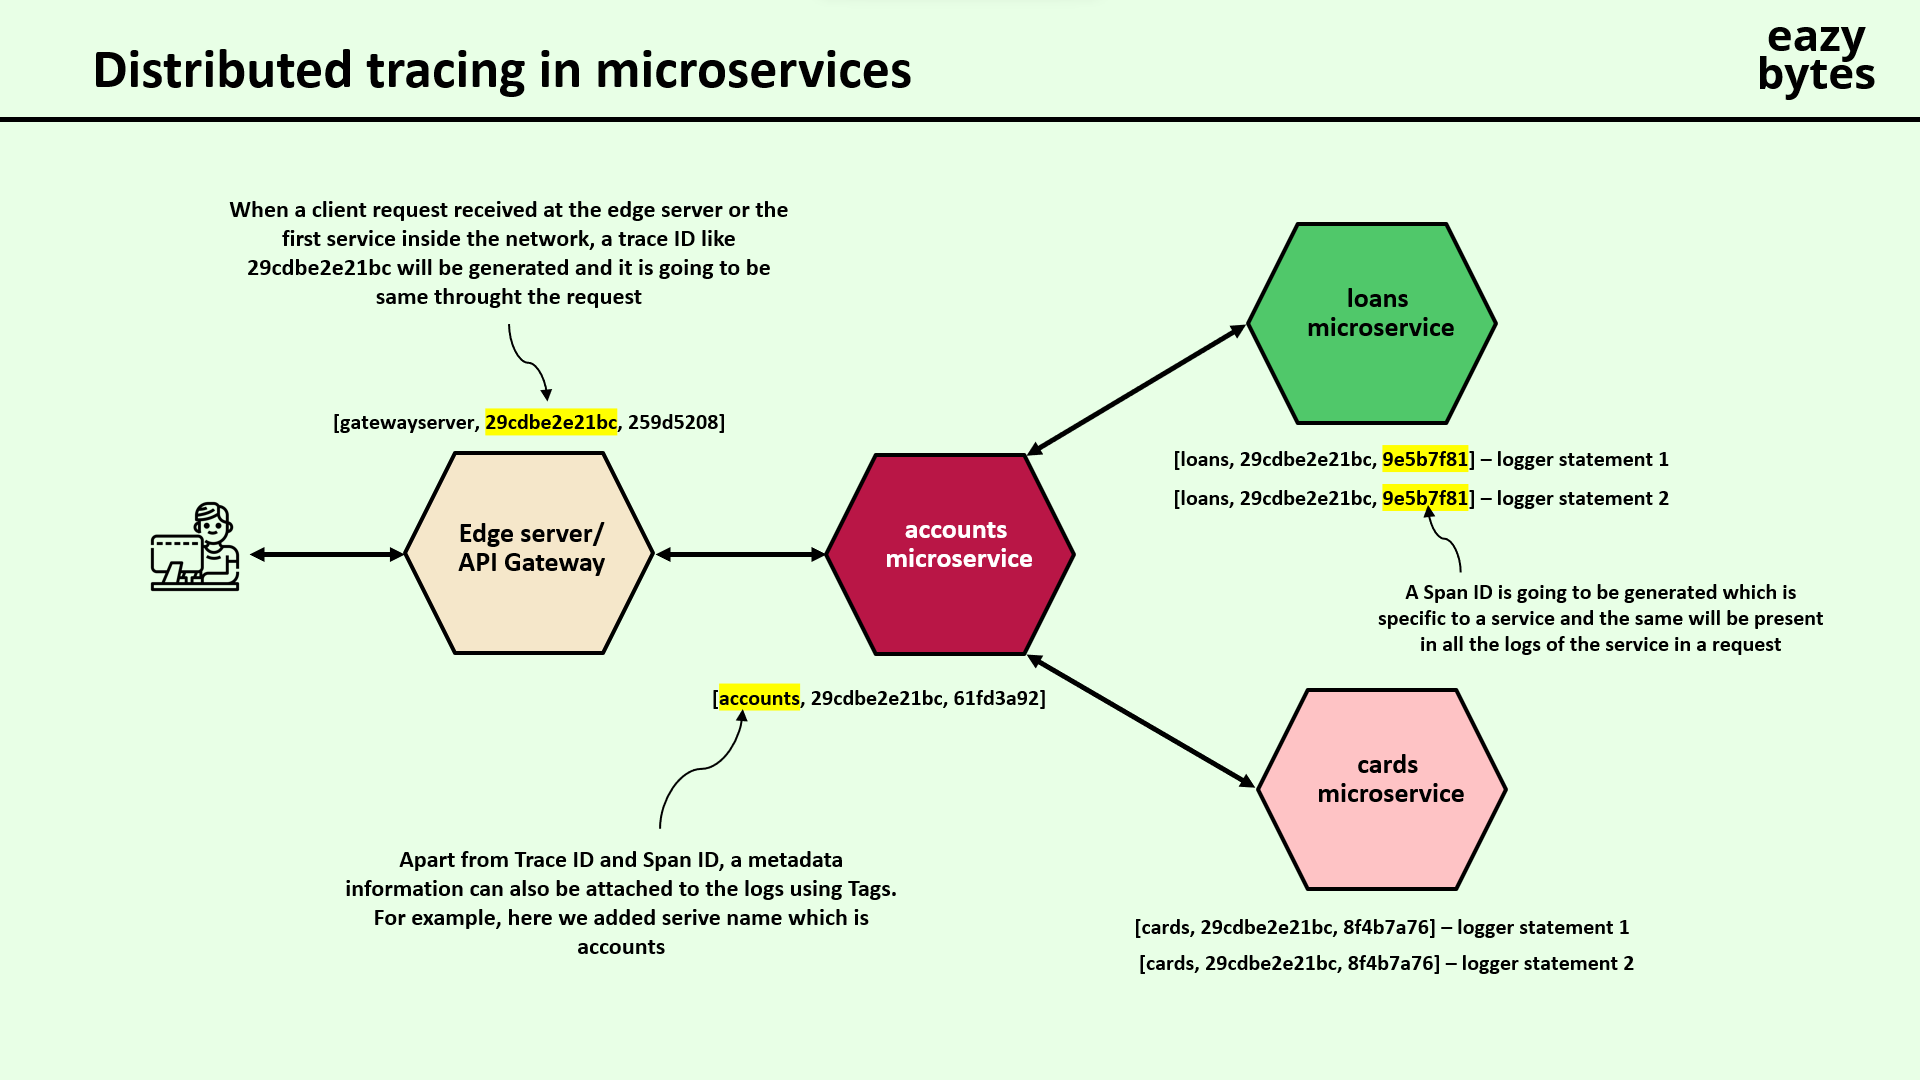 Distributed tracing in microservices
eazy
bytes
When a client request received at the edge server or the
first service inside the network, a trace ID like
29cdbe2e21bc will be generated and it is going to be
same throught the request
[gatewayserver, 29cdbe2e21bc, 259d5208]
Edge server/
API Gateway
accounts
microservice
loans
microservice
[loans, 29cdbe2e21bc, 9e5b7f81] – logger statement 1
[loans, 29cdbe2e21bc, 9e5b7f81] – logger statement 2
A Span ID is going to be generated which is
specific to a service and the same will be present
in all the logs of the service in a request
[accounts, 29cdbe2e21bc, 61fd3a92]
Apart from Trace ID and Span ID, a metadata
information can also be attached to the logs using Tags.
For example, here we added serive name which is
accounts
cards
microservice
[cards, 29cdbe2e21bc, 8f4b7a76] – logger statement 1
[cards, 29cdbe2e21bc, 8f4b7a76] – logger statement 2